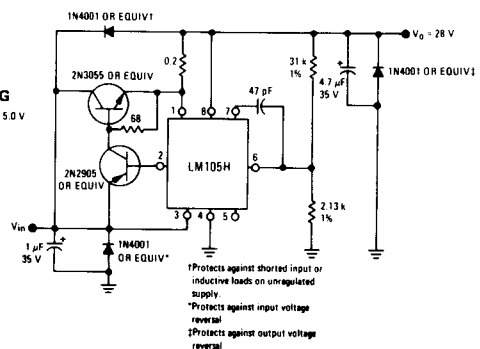 1N4001 OR EQUIV†
V₀ = 28 V
0.2
31 k
1%
4.7 μF
35 V
1N4001 OR EQUIV‡
2N3055 OR EQUIV
G
5.0 V
68
47 pF
1
8
7
2N2905
OR EQUIV
2
LM105H
6
3
4
5
2.13 k
1%
Vin
1 μF
35 V
1N4001
OR EQUIV*
†Protects against shorted input or
inductive loads on unregulated
supply.
*Protects against input voltage
reversal
‡Protects against output voltage
reversal